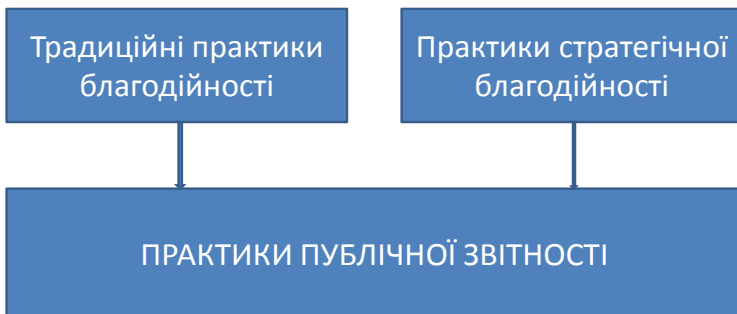 Традиційні практики
благодійності
Практики стратегічної
благодійності
ПРАКТИКИ ПУБЛІЧНОЇ ЗВІТНОСТІ